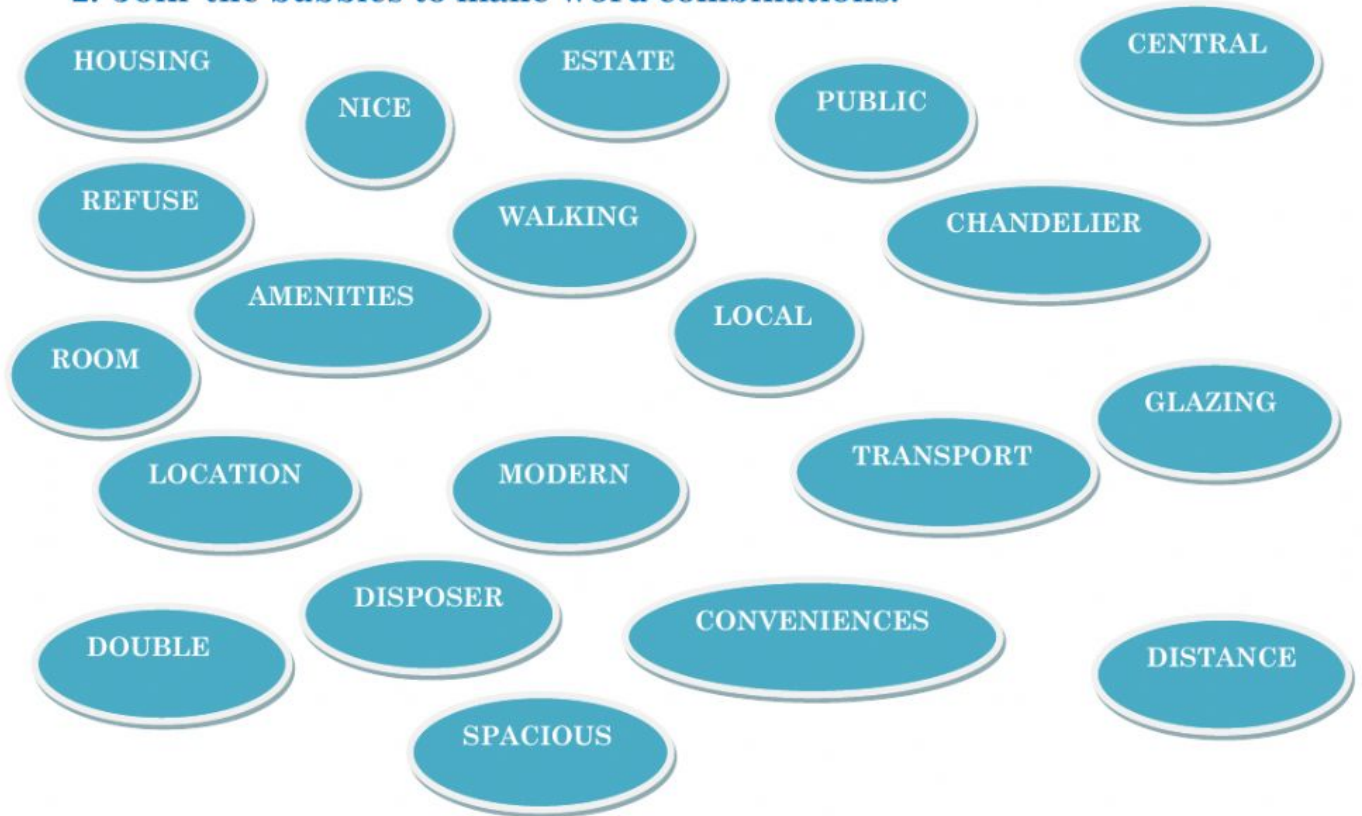 HOUSING
NICE
ESTATE
PUBLIC
CENTRAL
REFUSE
WALKING
CHANDELIER
AMENITIES
LOCAL
ROOM
GLAZING
LOCATION
MODERN
TRANSPORT
DISPOSER
CONVENIENCES
DOUBLE
DISTANCE
SPACIOUS